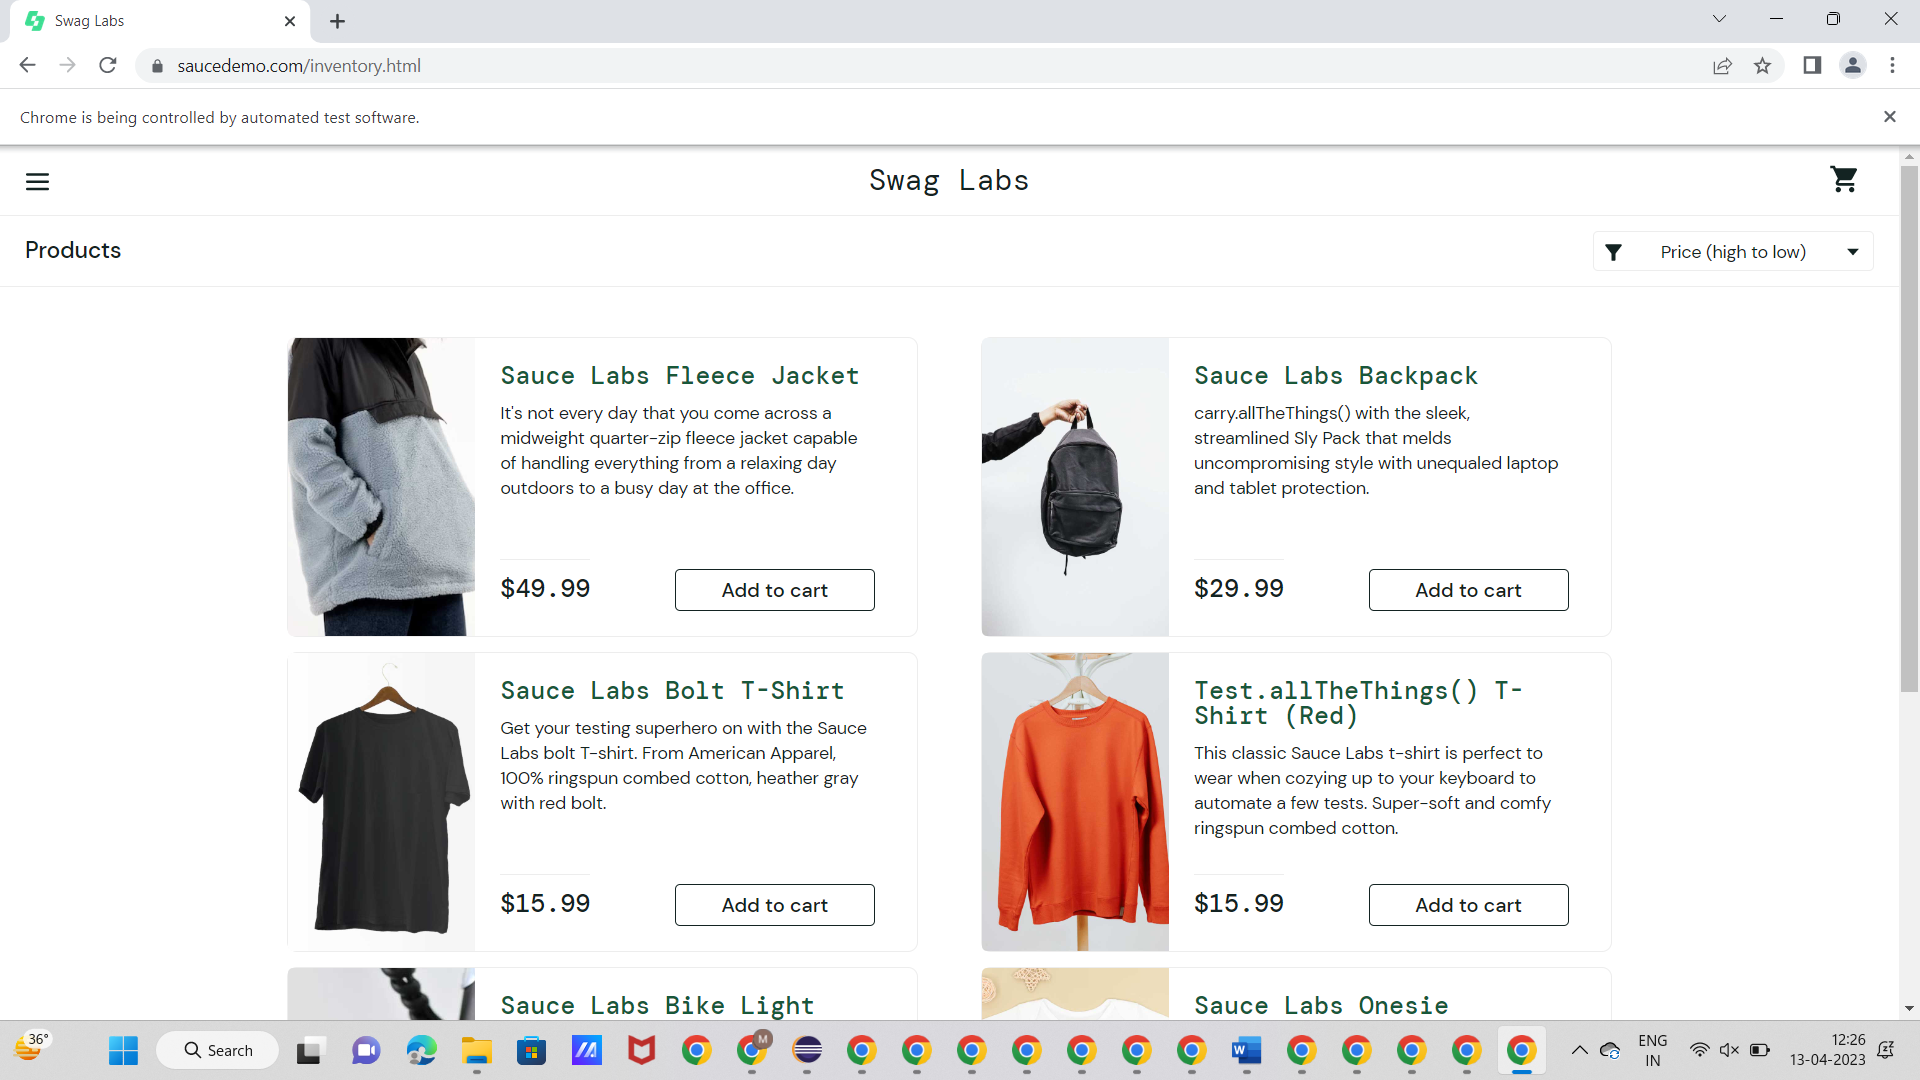 Swag Labs
saucedemo.com/inventory.html
Chrome is being controlled by automated test software.
Swag Labs
Products
Price (high to low)
Sauce Labs Fleece Jacket
It's not every day that you come across a
midweight quarter-zip fleece jacket capable
of handling everything from a relaxing day
outdoors to a busy day at the office.
$49.99
Add to cart
Sauce Labs Backpack
carry.allTheThings() with the sleek,
streamlined Sly Pack that melds
uncompromising style with unequaled laptop
and tablet protection.
$29.99
Add to cart
Sauce Labs Bolt T-Shirt
Get your testing superhero on with the Sauce
Labs bolt T-shirt. From American Apparel,
100% ringspun combed cotton, heather gray
with red bolt.
$15.99
Add to cart
Test.allTheThings() T-
Shirt (Red)
This classic Sauce Labs t-shirt is perfect to
wear when cozying up to your keyboard to
automate a few tests. Super-soft and comfy
ringspun combed cotton.
$15.99
Add to cart
Sauce Labs Bike Light
Sauce Labs Onesie
36°
Search
M
W
ENG
IN
12:26
13-04-2023